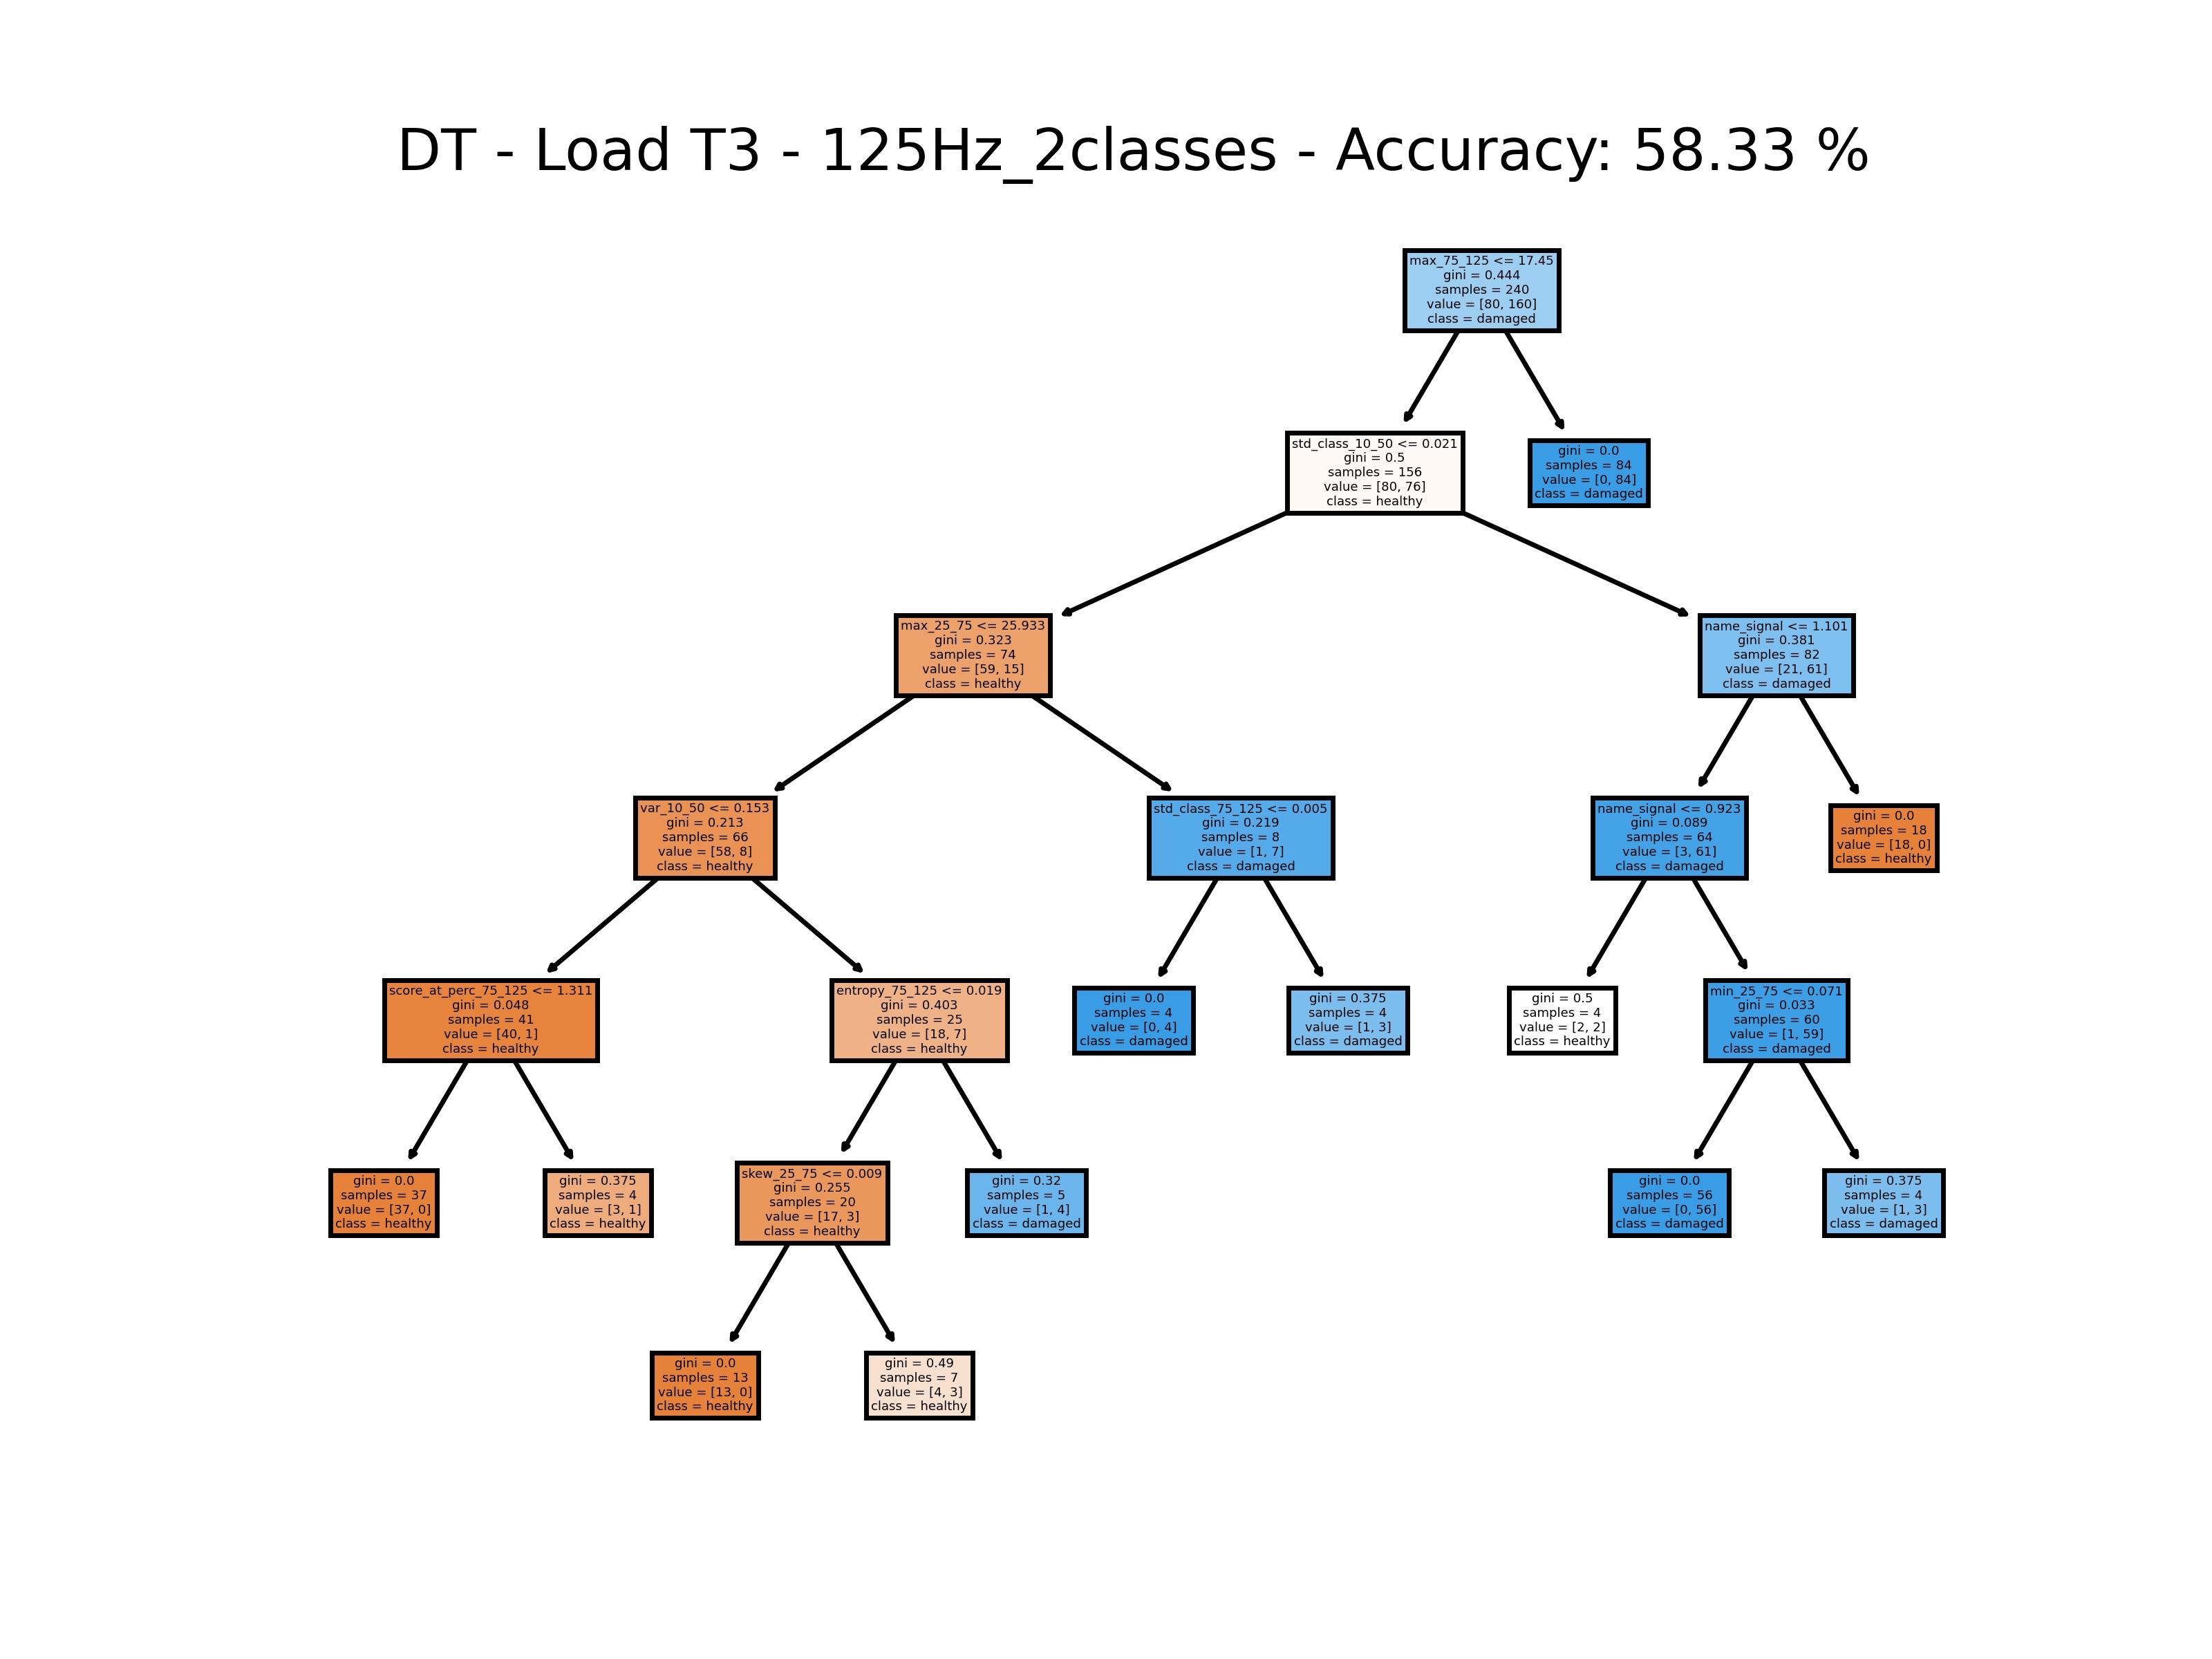 DT - Load T3 - 125Hz_2classes - Accuracy: 58.33 %
max_75_125 <= 17.45
gini = 0.444
samples = 240
value = [80, 160]
class = damaged
std_class_10_50 <= 0.021
gini = 0.5
samples = 156
value = [80, 76]
class = healthy
gini = 0.0
samples = 84
value = [0, 84]
class = damaged
max_25_75 <= 25.933
gini = 0.323
samples = 74
value = [59, 15]
class = healthy
name_signal <= 1.101
gini = 0.381
samples = 82
value = [21, 61]
class = damaged
var_10_50 <= 0.153
gini = 0.213
samples = 66
value = [58, 8]
class = healthy
std_class_75_125 <= 0.005
gini = 0.219
samples = 8
value = [1, 7]
class = damaged
name_signal <= 0.923
gini = 0.089
samples = 64
value = [3, 61]
class = damaged
gini = 0.0
samples = 18
value = [18, 0]
class = healthy
score_at_perc_75_125 <= 1.311
gini = 0.048
samples = 41
value = [40, 1]
class = healthy
entropy_75_125 <= 0.019
gini = 0.403
samples = 25
value = [18, 7]
class = healthy
gini = 0.0
samples = 4
value = [0, 4]
class = damaged
gini = 0.375
samples = 4
value = [1, 3]
class = damaged
gini = 0.5
samples = 4
value = [2, 2]
class = healthy
min_25_75 <= 0.071
gini = 0.033
samples = 60
value = [1, 59]
class = damaged
gini = 0.0
samples = 37
value = [37, 0]
class = healthy
gini = 0.375
samples = 4
value = [3, 1]
class = healthy
skew_25_75 <= 0.009
gini = 0.255
samples = 20
value = [17, 3]
class = healthy
gini = 0.32
samples = 5
value = [1, 4]
class = damaged
gini = 0.0
samples = 56
value = [0, 56]
class = damaged
gini = 0.375
samples = 4
value = [1, 3]
class = damaged
gini = 0.0
samples = 13
value = [13, 0]
class = healthy
gini = 0.49
samples = 7
value = [4, 3]
class = healthy